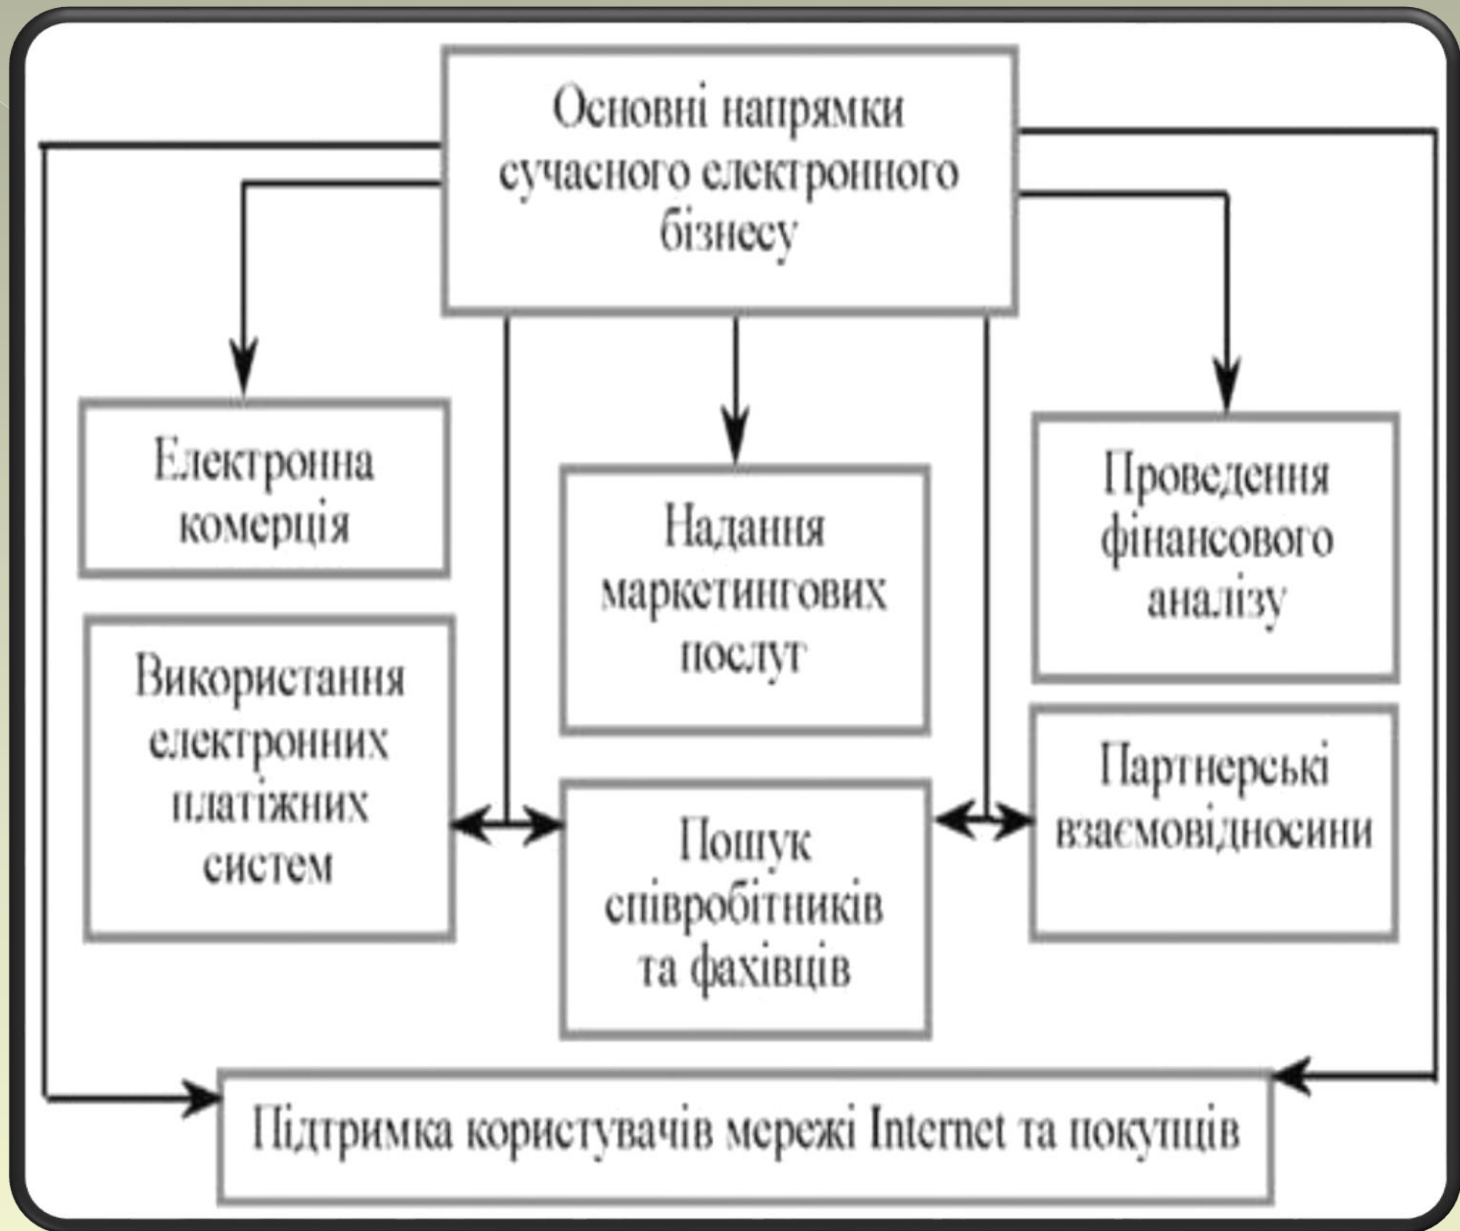 Основні напрямки
сучасного електронного
бізнесу
Електронна
комерція
Надання
маркетингових
послуг
Проведення
фінансового
аналізу
Використання
електронних
платіжних
систем
Пошук
співробітників
та фахівців
Партнерські
взаємовідносини
Підтримка користувачів мережі Internet та покупців